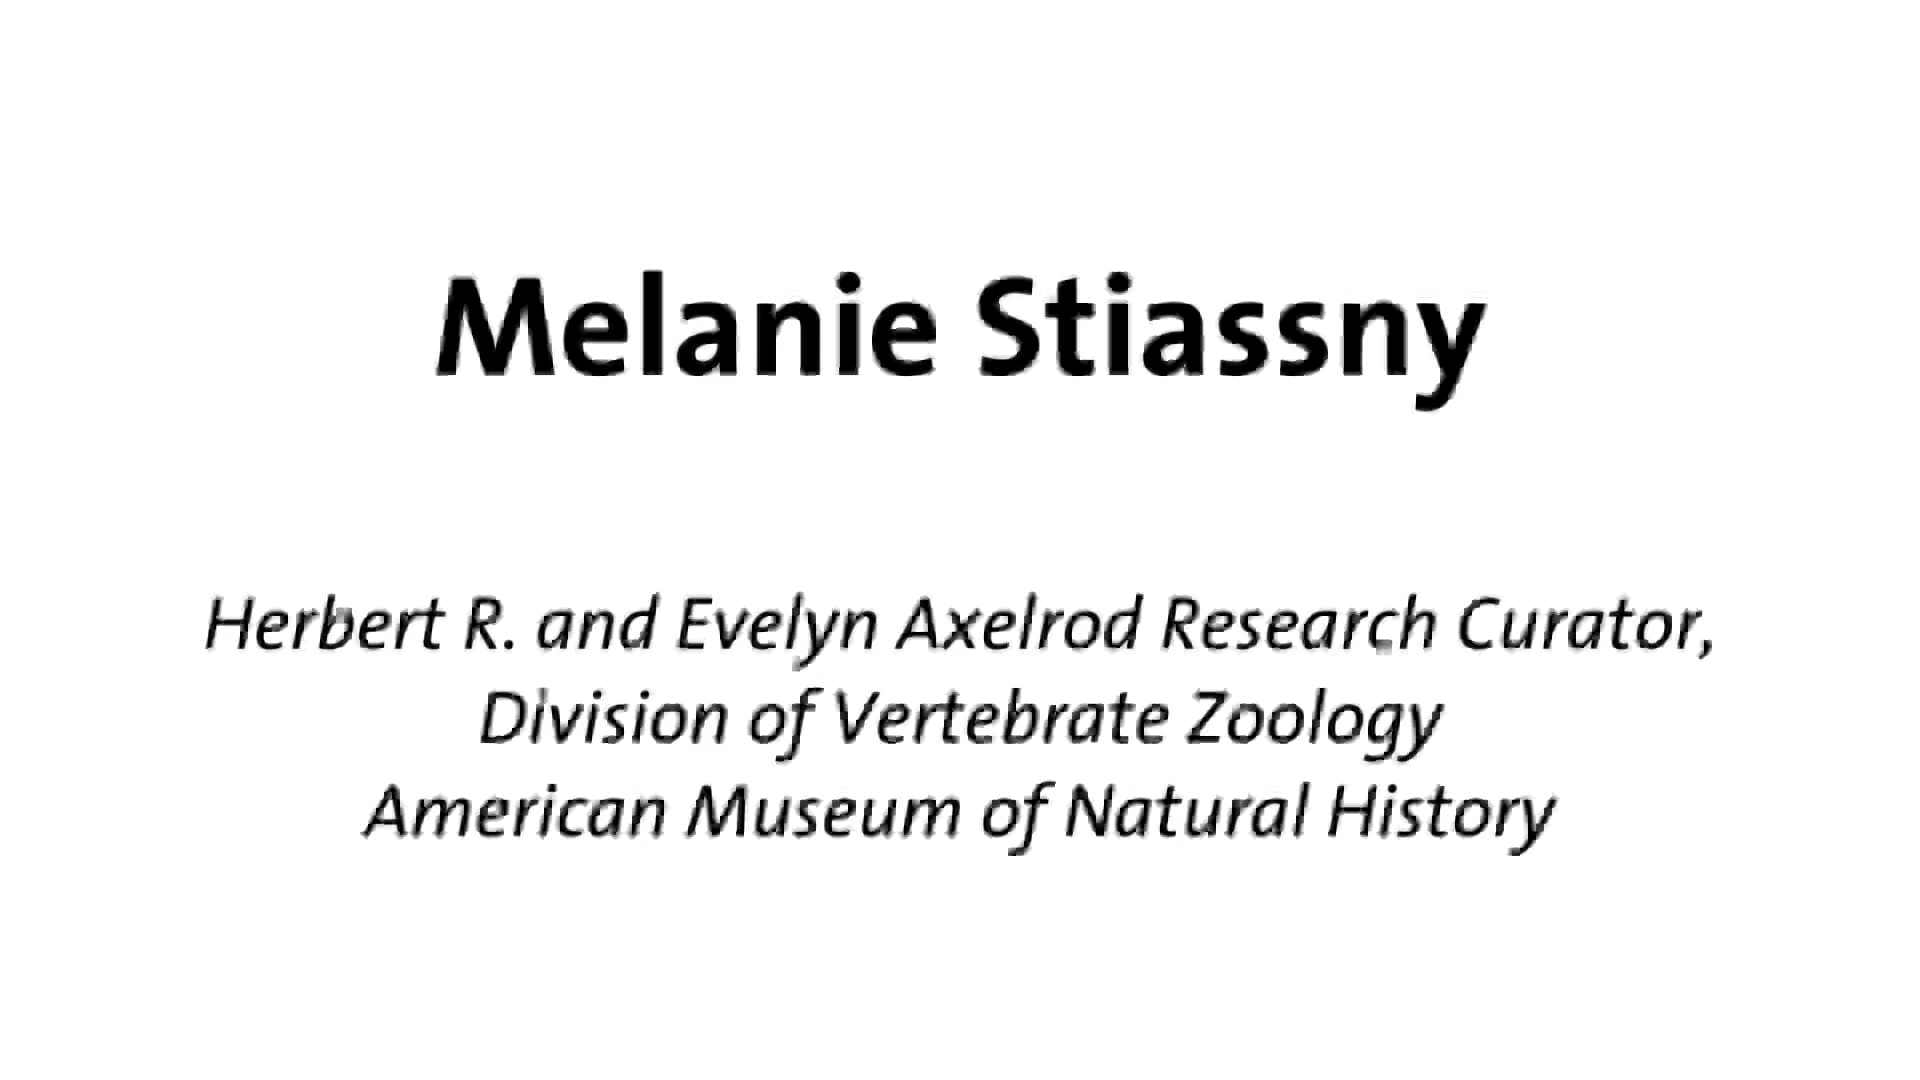 Melanie Stiassny
Herbert R. and Evelyn Axelrod Research Curator,
Division of Vertebrate Zoology
American Museum of Natural History